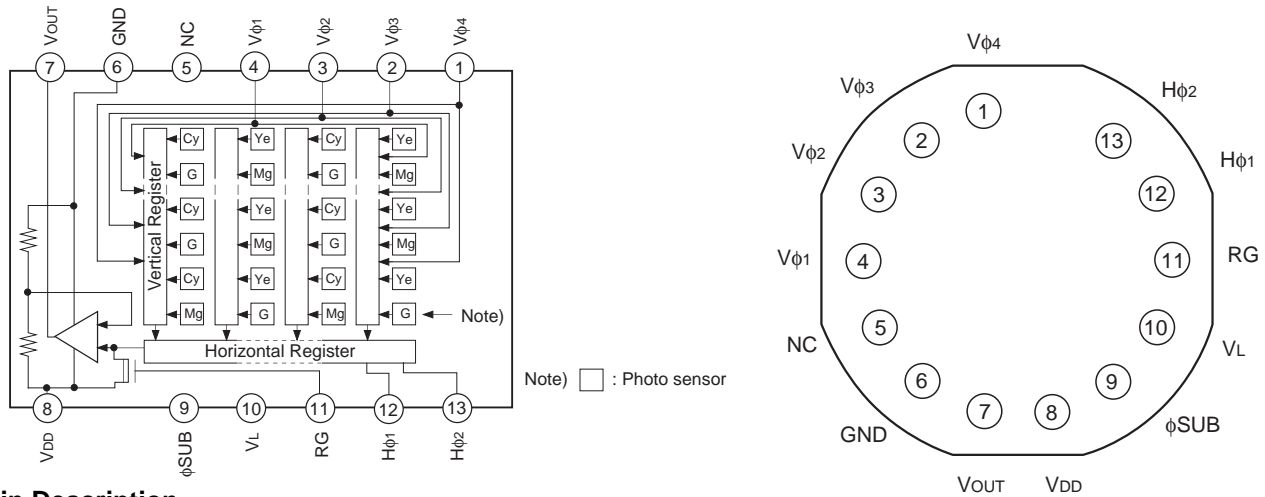 VOUT GND NC Vϕ1 Vϕ2 Vϕ3 Vϕ4
7 6 5 4 3 2 1
Cy Ye Cy Ye
G Mg G Mg
Cy Ye Cy Ye
G Mg G Mg
Cy Ye Cy Ye
Mg G Mg G
Vertical Register
Note)
Horizontal Register
Note) : Photo sensor
8 9 10 11 12 13
VDD ϕSUB VL RG Hϕ1 Hϕ2
Vϕ4
Vϕ3 Hϕ2
1
2 13
Vϕ2 Hϕ1
3 12
Vϕ1 4 11 RG
5 10
NC VL
6 9
7 8
GND ϕSUB
VOUT VDD
in Description